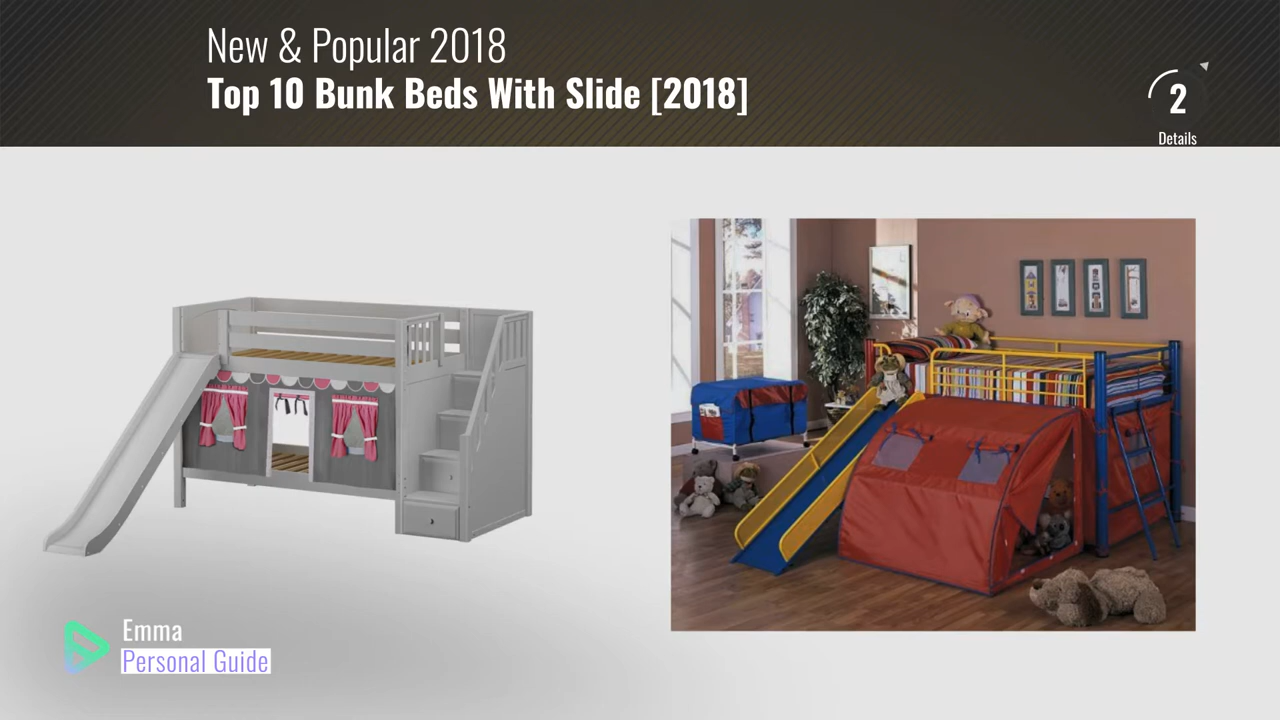 New & Popular 2018
Top 10 Bunk Beds With Slide [2018]
2
Details
Emma
Personal Guide